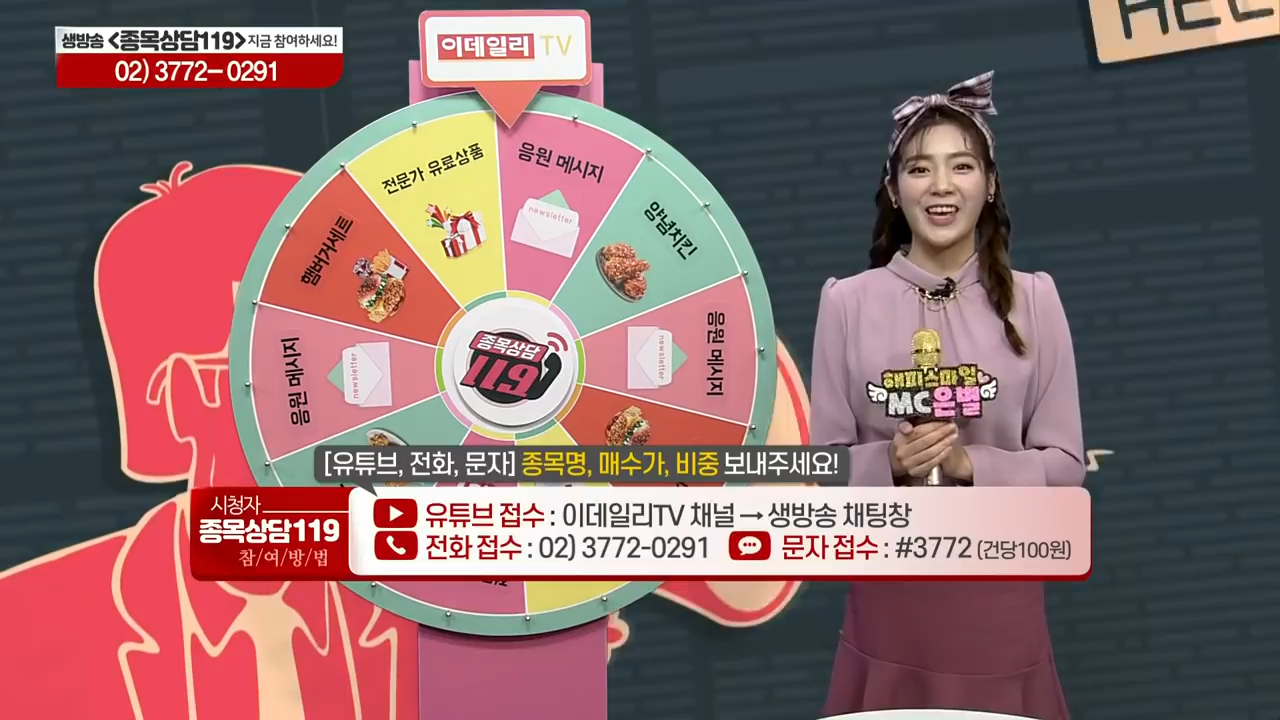 생방송 <종목상담119> 지금 참여하세요!
02) 3772-0291
이데일리 TV
HEL
전문가 유료상품
응원 메시지
newsletter
햄버거세트
양념치킨
응원 메시지
newsletter
응원 메시지
newsletter
종목상담
119
해피스마일
MC은별
[유튜브, 전화, 문자] 종목명, 매수가, 비중 보내주세요!
시청자
종목상담119
참/여/방/법
유튜브 접수 : 이데일리TV 채널 → 생방송 채팅창
전화 접수 : 02) 3772-0291
문자 접수 : #3772 (건당100원)